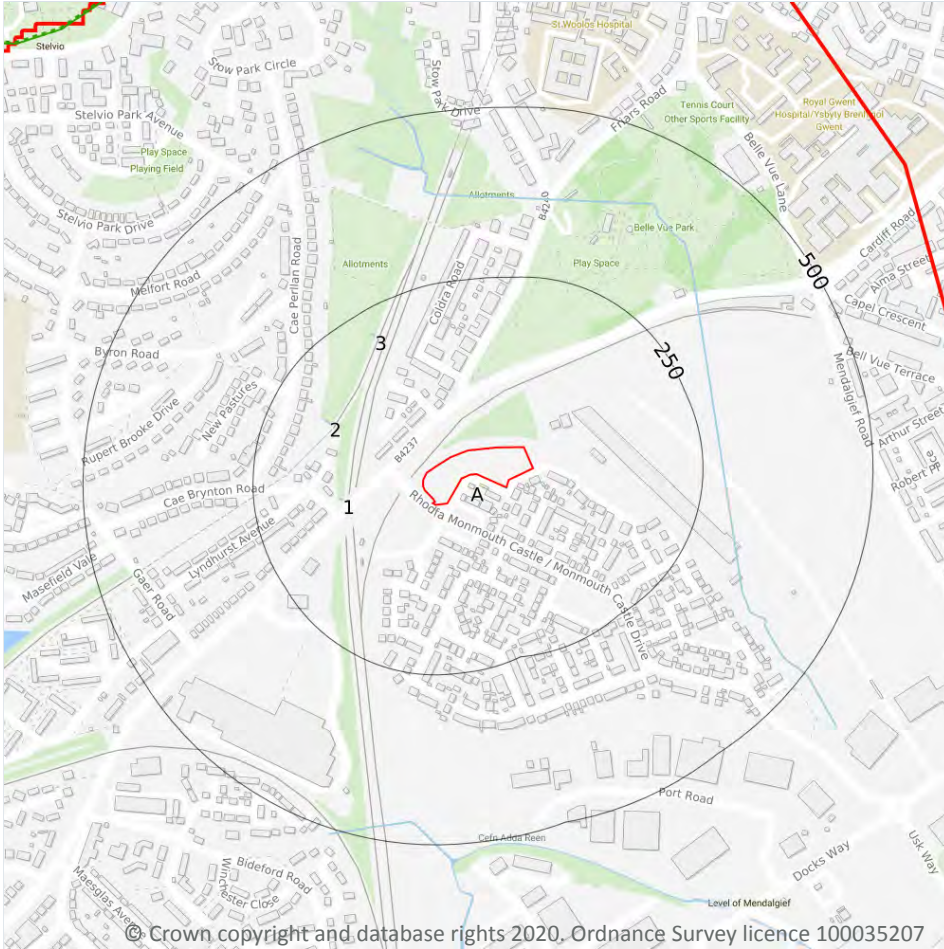 St Woolos Hospital
Stelvio
Stow Park Circle
Stow Park Drive
Friars Road
Tennis Court
Other Sports Facility
Royal Gwent
Hospital/Ysbyty Brenhinol
Gwent
Stelvio Park Avenue
Play Space
Playing Field
Belle Vue Lane
Allotments
B4240
Stelvio Park Drive
Belle Vue Park
Cardiff Road
Alma Street
Allotments
Play Space
500
Melfort Road
Cae Perllan Road
Coldra Road
Capel Crescent
Byron Road
3
250
Bell Vue Terrace
Mendalgief Road
New Pastures
Rupert Brooke Drive
Arthur Street
2
B4237
Robert Place
Cae Brynton Road
A
1
Rhodfa Monmouth Castle / Monmouth Castle Drive
Lyndhurst Avenue
Masefield Vale
Gaer Road
Port Road
Cefn Adda Reen
Usk Way
Docks Way
Bideford Road
Winchester Close
Maesglas Avenue
Level of Mendalgief
© Crown copyright and database rights 2020. Ordnance Survey licence 100035207